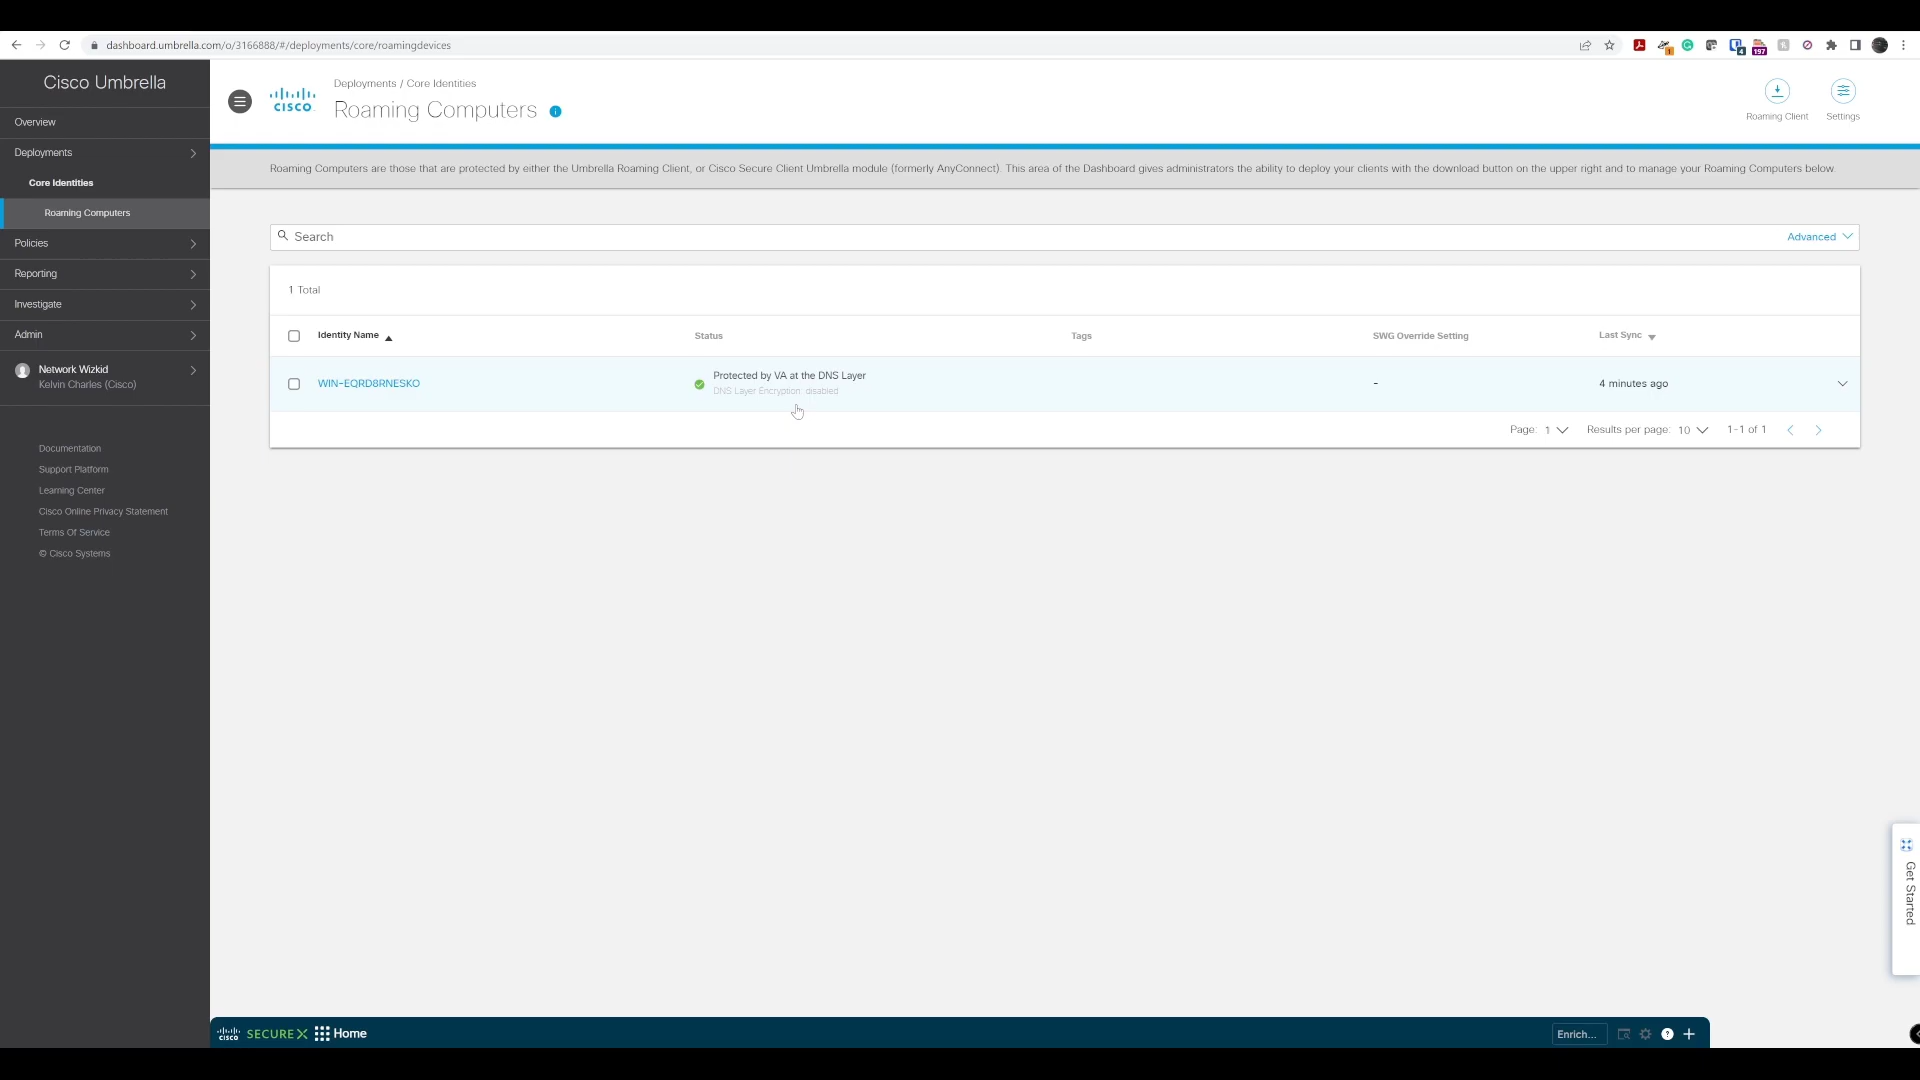 dashboard.umbrella.com/o/3166888/#/deployments/core/roamingdevices
1
4
197
Cisco Umbrella
Overview
Deployments
Core Identities
Roaming Computers
Policies
Reporting
Investigate
Admin
Network Wizkid
Kelvin Charles (Cisco)
Documentation
Support Platform
Learning Center
Cisco Online Privacy Statement
Terms Of Service
© Cisco Systems
CISCO
Deployments / Core Identities
Roaming Computers
Roaming Client
Settings
Roaming Computers are those that are protected by either the Umbrella Roaming Client, or Cisco Secure Client Umbrella module (formerly AnyConnect). This area of the Dashboard gives administrators the ability to deploy your clients with the download button on the upper right and to manage your Roaming Computers below.
Search
Advanced
1 Total
Identity Name Status Tags SWG Override Setting Last Sync
WIN-EQRD8RNESKO Protected by VA at the DNS Layer - 4 minutes ago
DNS Layer Encryption: disabled
Page: 1 Results per page: 10 1-1 of 1
Get Started
CISCO SECUREX Home
Enrich...